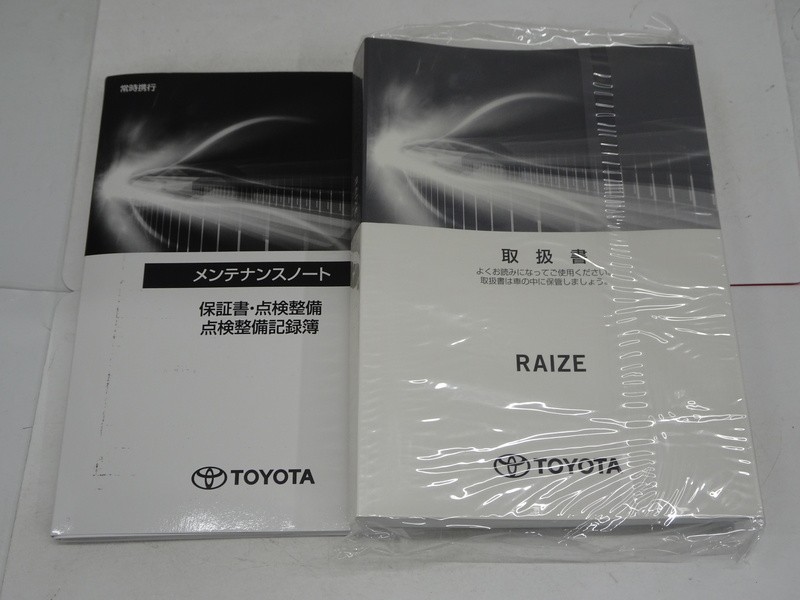 常時携行
メンテナンスノート
保証書・点検整備
点検整備記録簿
TOYOTA
取扱書
よくお読みになってご使用ください。
取扱書は車の中に保管しましょう。
RAIZE
TOYOTA